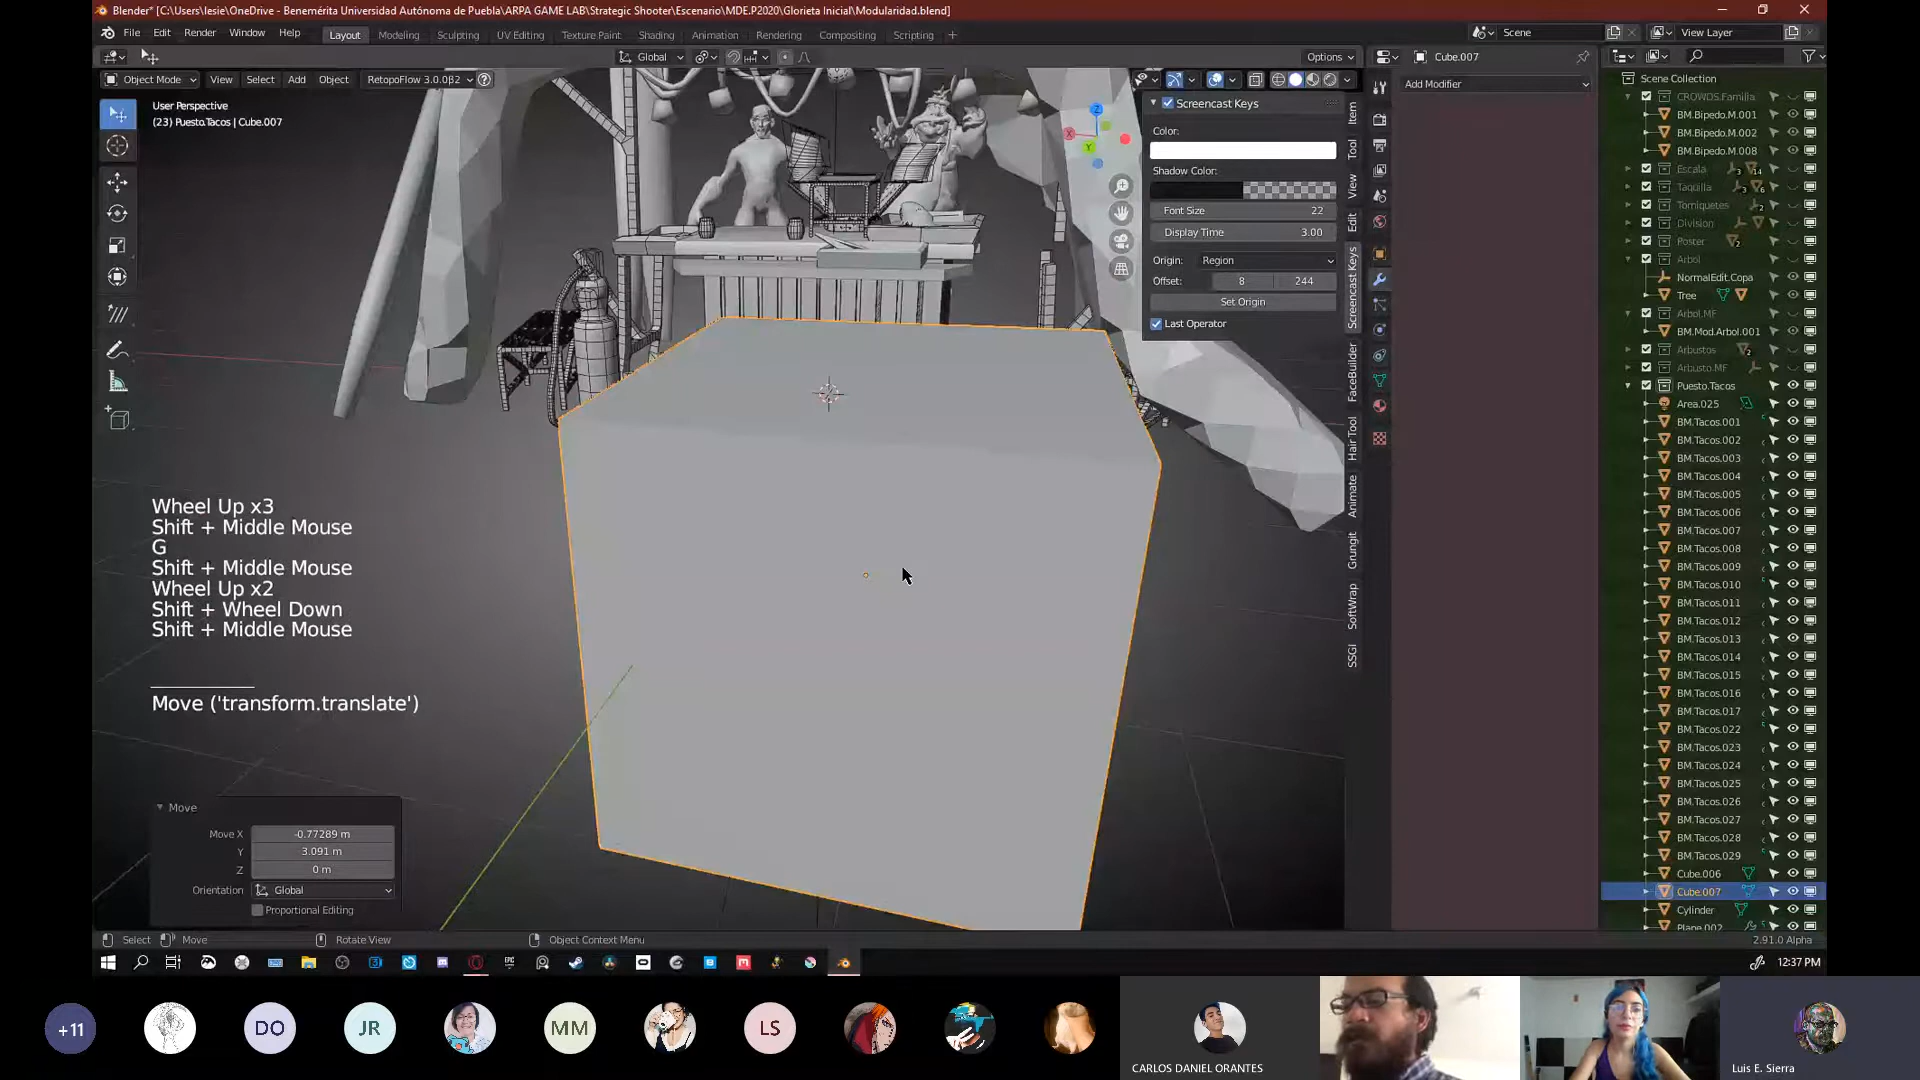 Blender* [C:\Users\lesie\OneDrive - Benemérita Universidad Autónoma de Puebla\ARPA GAME LAB\Strategic Shooter\Escenario\MDE.P2020\Glorieta Inicial\Modularidad.blend]
File Edit Render Window Help Layout Modeling Sculpting UV Editing Texture Paint Shading Animation Rendering Compositing Scripting + Scene View Layer
Global Options Cube.007
Object Mode View Select Add Object RetopoFlow 3.0.0β2 Add Modifier
User Perspective
(23) Puesto.Tacos | Cube.007
Screencast Keys
Color:
Shadow Color:
Font Size 22
Display Time 3.00
Origin: Region
Offset: 8 244
Set Origin
Last Operator
Item
Tool
View
Edit
Screencast Keys
FaceBuilder
Hair Tool
Animate
Grungit
SoftWrap
SSGI
Z
X
Y
Scene Collection
CROWDS.Familia
BM.Bipedo.M.001
BM.Bipedo.M.002
BM.Bipedo.M.008
Escala 3 14
Taquilla 3 6
Torniquetes 2
Division
Poster 2
Arbol
NormalEdit.Copa
Tree
Arbol.MF
BM.Mod.Arbol.001
Arbustos 2
Arbusto.MF
Puesto.Tacos
Area.025
BM.Tacos.001
BM.Tacos.002
BM.Tacos.003
BM.Tacos.004
BM.Tacos.005
BM.Tacos.006
BM.Tacos.007
BM.Tacos.008
BM.Tacos.009
BM.Tacos.010
BM.Tacos.011
BM.Tacos.012
BM.Tacos.013
BM.Tacos.014
BM.Tacos.015
BM.Tacos.016
BM.Tacos.017
BM.Tacos.022
BM.Tacos.023
BM.Tacos.024
BM.Tacos.025
BM.Tacos.026
BM.Tacos.027
BM.Tacos.028
BM.Tacos.029
Cube.006
Cube.007
Cylinder
Plane.002
Wheel Up x3
Shift + Middle Mouse
G
Shift + Middle Mouse
Wheel Up x2
Shift + Wheel Down
Shift + Middle Mouse
Move ('transform.translate')
Move
Move X -0.77289 m
Y 3.091 m
Z 0 m
Orientation Global
Proportional Editing
Select Move Rotate View Object Context Menu 2.91.0 Alpha
12:37 PM
+11 DO JR MM LS
CARLOS DANIEL ORANTES Luis E. Sierra